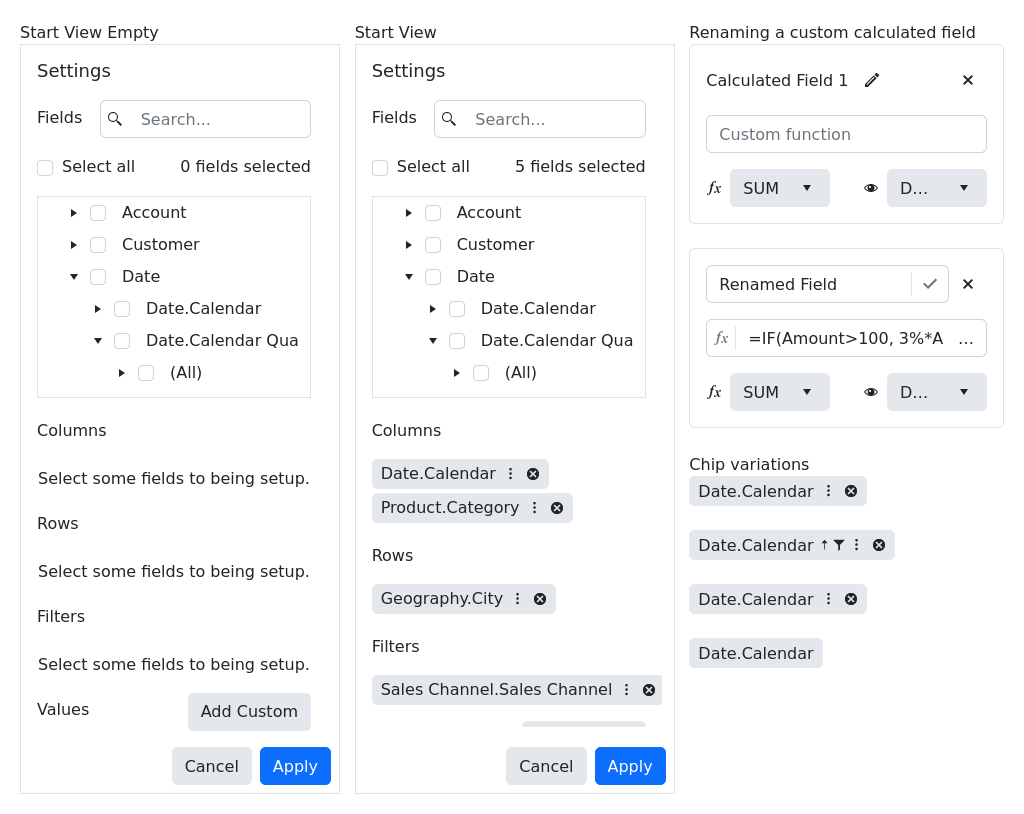 Start View Empty
Settings
Fields
Search...
Select all
0 fields selected
Account
Customer
Date
Date.Calendar
Date.Calendar Qua
(All)
Columns
Select some fields to being setup.
Rows
Select some fields to being setup.
Filters
Select some fields to being setup.
Values
Add Custom
Cancel
Apply
Start View
Settings
Fields
Search...
Select all
5 fields selected
Account
Customer
Date
Date.Calendar
Date.Calendar Qua
(All)
Columns
Date.Calendar
Product.Category
Rows
Geography.City
Filters
Sales Channel.Sales Channel
Cancel
Apply
Renaming a custom calculated field
Calculated Field 1
Custom function
fx SUM
D...
Renamed Field
fx =IF(Amount>100, 3%*A ...
fx SUM
D...
Chip variations
Date.Calendar
Date.Calendar
Date.Calendar
Date.Calendar